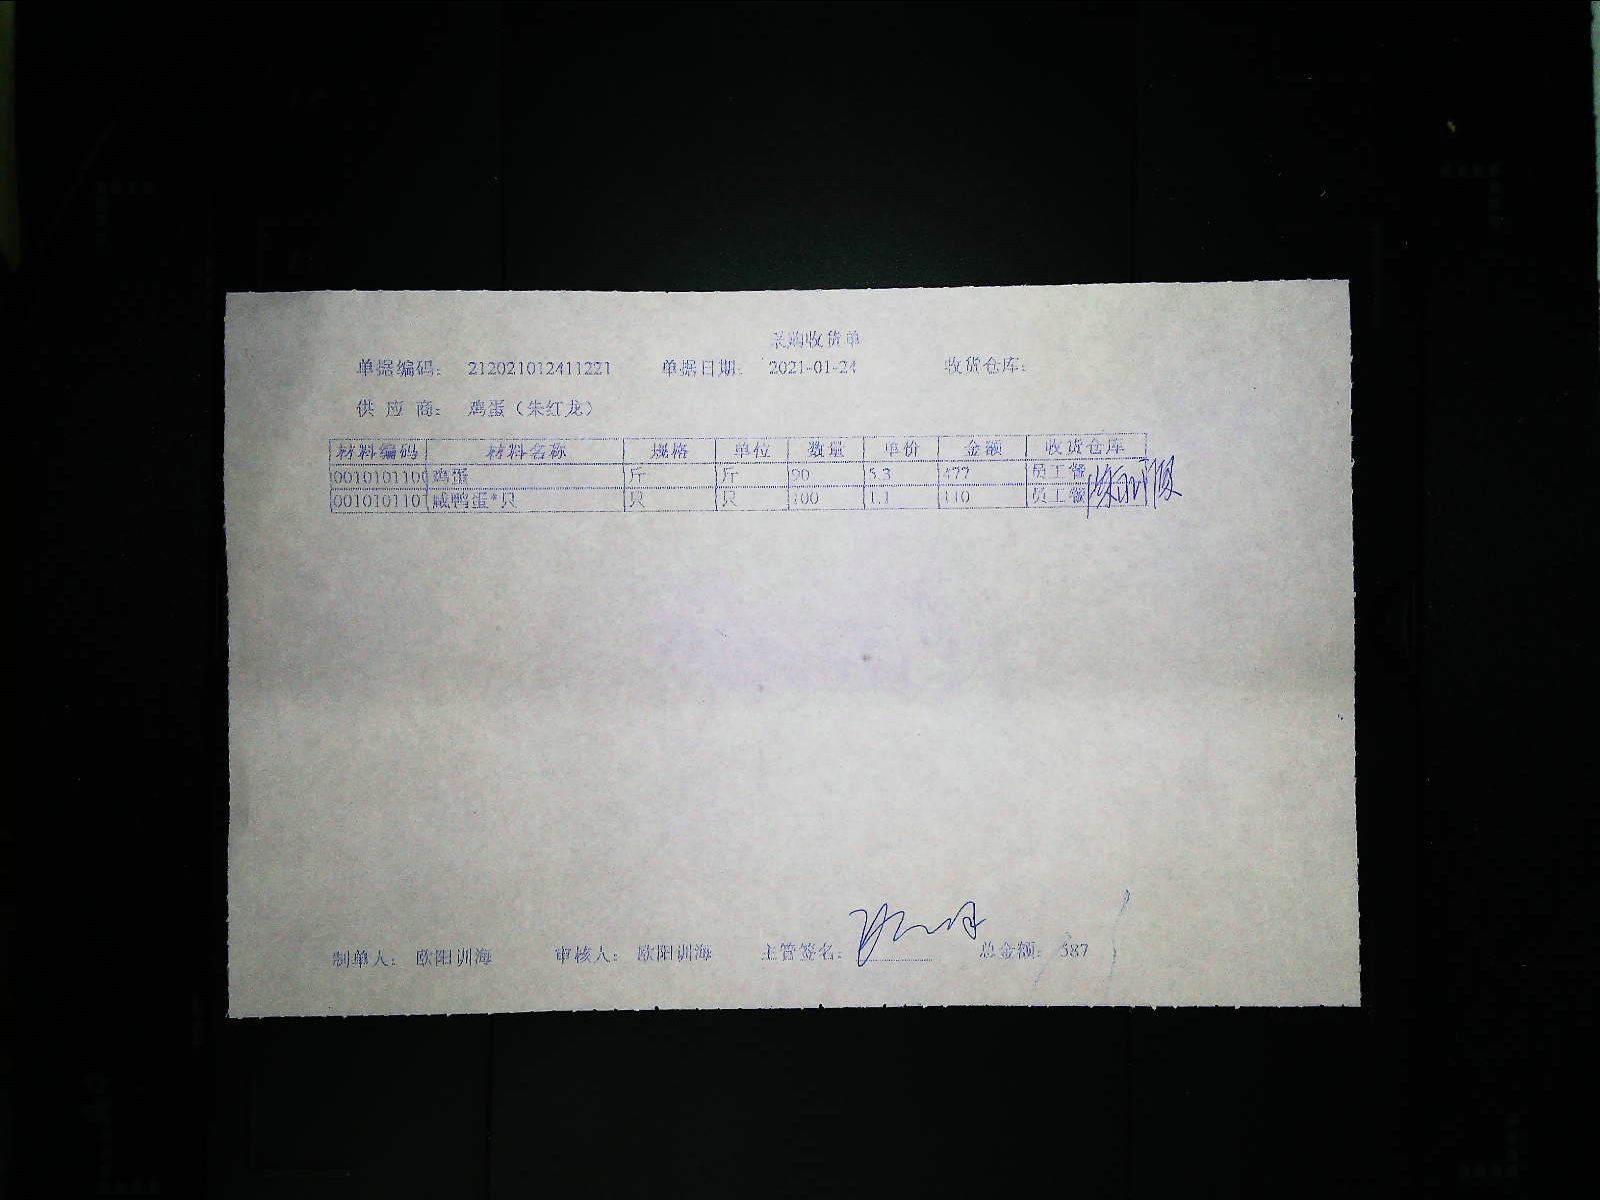 采购收货单
单据编码： 212021012411221 单据日期： 2021-01-24 收货仓库：
供 应 商： 鸡蛋（朱红龙）
材料编码 材料名称 规格 单位 数量 单价 金额 收货仓库
0010101100 鸡蛋 斤 斤 90 5.3 477 员工餐
001010110 咸鸭蛋*只 只 只 100 1.1 110 员工餐
制单人： 欧阳训海 审核人： 欧阳训海 主管签名： 总金额： 587